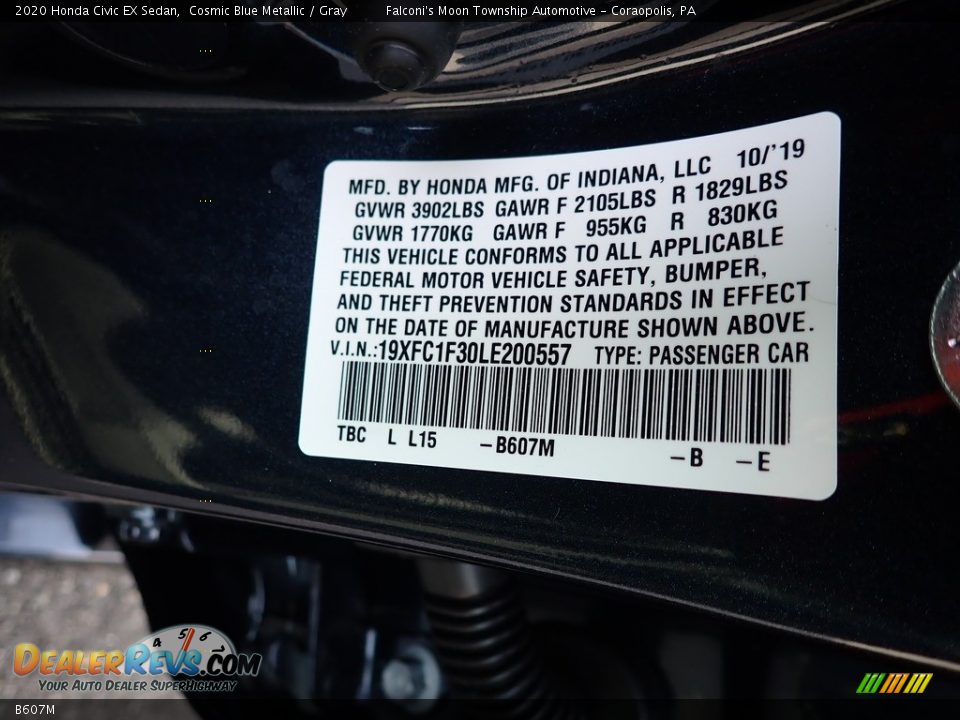 2020 Honda Civic EX Sedan, Cosmic Blue Metallic / Gray Falconi's Moon Township Automotive - Coraopolis, PA
MFD. BY HONDA MFG. OF INDIANA, LLC 10/'19
GVWR 3902LBS GAWR F 2105LBS R 1829LBS
GVWR 1770KG GAWR F 955KG R 830KG
THIS VEHICLE CONFORMS TO ALL APPLICABLE
FEDERAL MOTOR VEHICLE SAFETY, BUMPER,
AND THEFT PREVENTION STANDARDS IN EFFECT
ON THE DATE OF MANUFACTURE SHOWN ABOVE.
V.I.N.:19XFC1F30LE200557 TYPE: PASSENGER CAR
TBC L L15 -B607M -B -E
4 5 6
DEALERREVS.COM
YOUR AUTO DEALER SUPERHIGHWAY
B607M